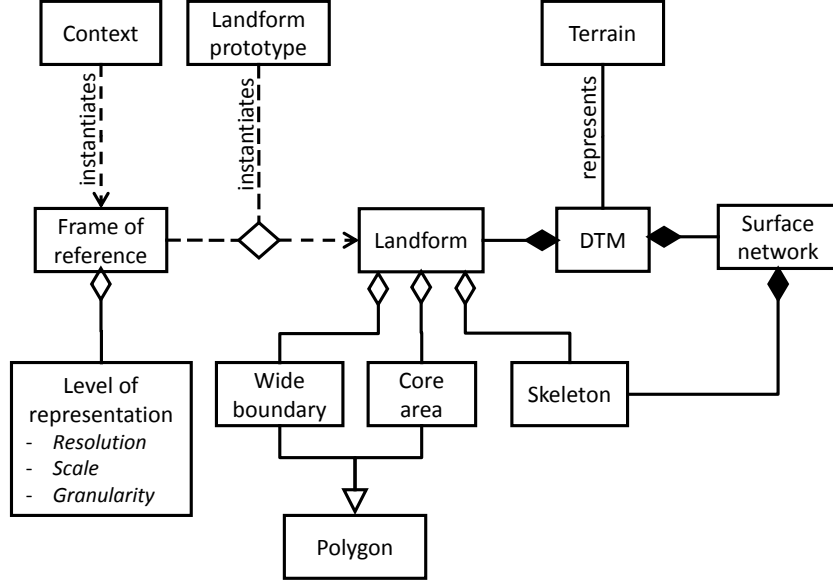 Context
Landform
prototype
Terrain
instantiates
instantiates
represents
Frame of
reference
Landform
DTM
Surface
network
Level of
representation
- Resolution
- Scale
- Granularity
Wide
boundary
Core
area
Skeleton
Polygon